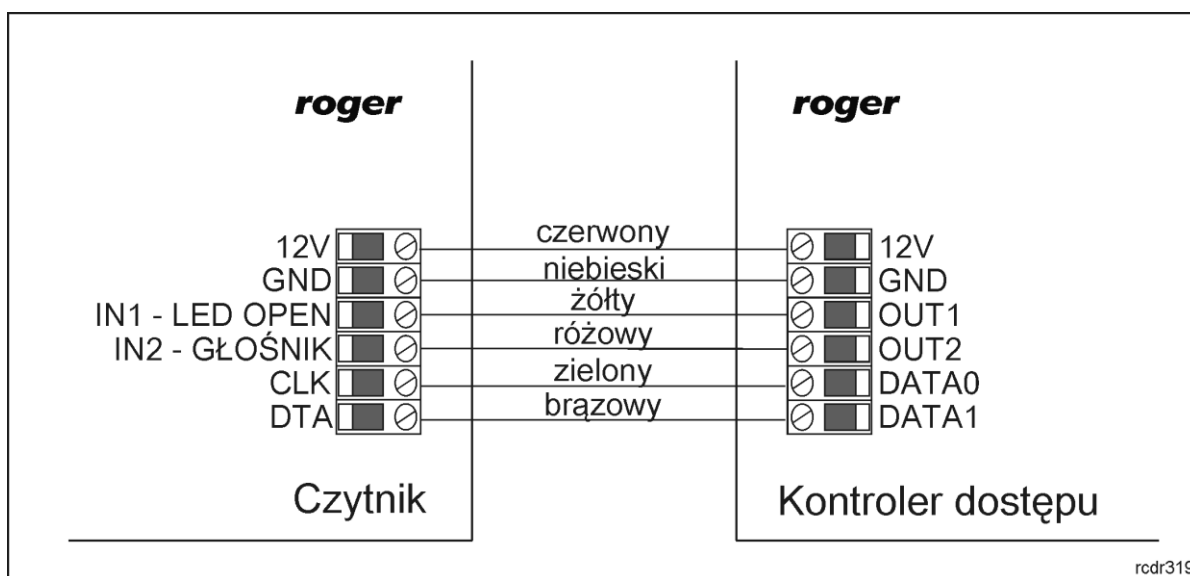 roger
roger
12V czerwony 12V
GND niebieski GND
IN1 - LED OPEN żółty OUT1
IN2 - GŁOŚNIK różowy OUT2
CLK zielony DATA0
DTA brązowy DATA1
Czytnik
Kontroler dostępu
rcdr319